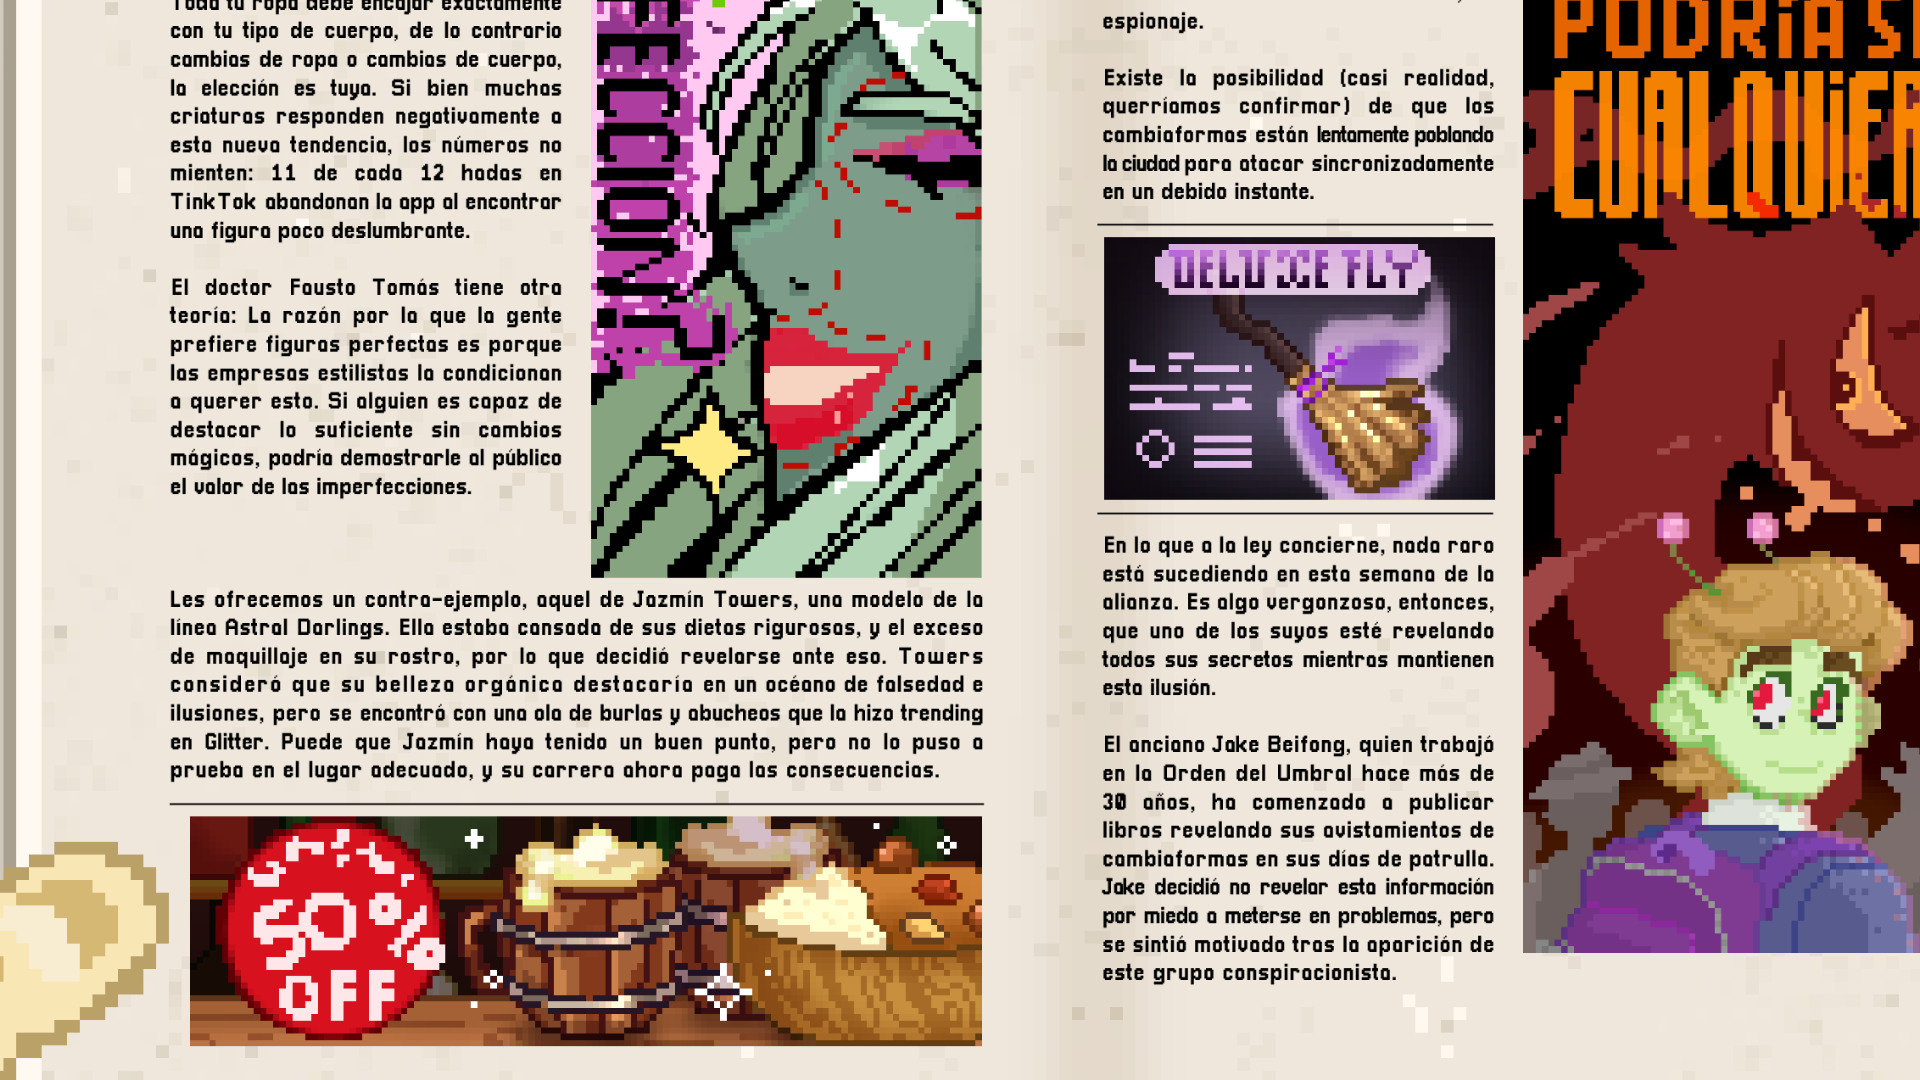 Toda tu ropa debe encajar exactamente
con tu tipo de cuerpo, de lo contrario
cambias de ropa o cambias de cuerpo,
la elección es tuya. Si bien muchas
criaturas responden negativamente a
esta nueva tendencia, los números no
mienten: 11 de cada 12 hadas en
TinkTok abandonan la app al encontrar
una figura poco deslumbrante.
El doctor Fausto Tomás tiene otra
teoría: La razón por la que la gente
prefiere figuras perfectas es porque
las empresas estilistas la condicionan
a querer esto. Si alguien es capaz de
destacar lo suficiente sin cambios
mágicos, podría demostrarle al público
el valor de las imperfecciones.
ECCIÓN?
Les ofrecemos un contra-ejemplo, aquel de Jazmín Towers, una modelo de la
línea Astral Darlings. Ella estaba cansada de sus dietas rigurosas, y el exceso
de maquillaje en su rostro, por lo que decidió revelarse ante eso. Towers
consideró que su belleza orgánica destacaría en un océano de falsedad e
ilusiones, pero se encontró con una ola de burlas y abucheos que la hizo trending
en Glitter. Puede que Jazmín haya tenido un buen punto, pero no lo puso a
prueba en el lugar adecuado, y su carrera ahora paga las consecuencias.
50%
OFF
espionaje.
Existe la posibilidad (casi realidad,
querríamos confirmar) de que los
cambiaformas están lentamente poblando
la ciudad para atacar sincronizadamente
en un debido instante.
DELUXE FLY
En lo que a la ley concierne, nada raro
está sucediendo en esta semana de la
alianza. Es algo vergonzoso, entonces,
que uno de los suyos esté revelando
todos sus secretos mientras mantienen
esta ilusión.
El anciano Jake Beifong, quien trabajó
en la Orden del Umbral hace más de
30 años, ha comenzado a publicar
libros revelando sus avistamientos de
cambiaformas en sus días de patrulla.
Jake decidió no revelar esta información
por miedo a meterse en problemas, pero
se sintió motivado tras la aparición de
este grupo conspiracionista.
PODRÍA S
CUALQUIER